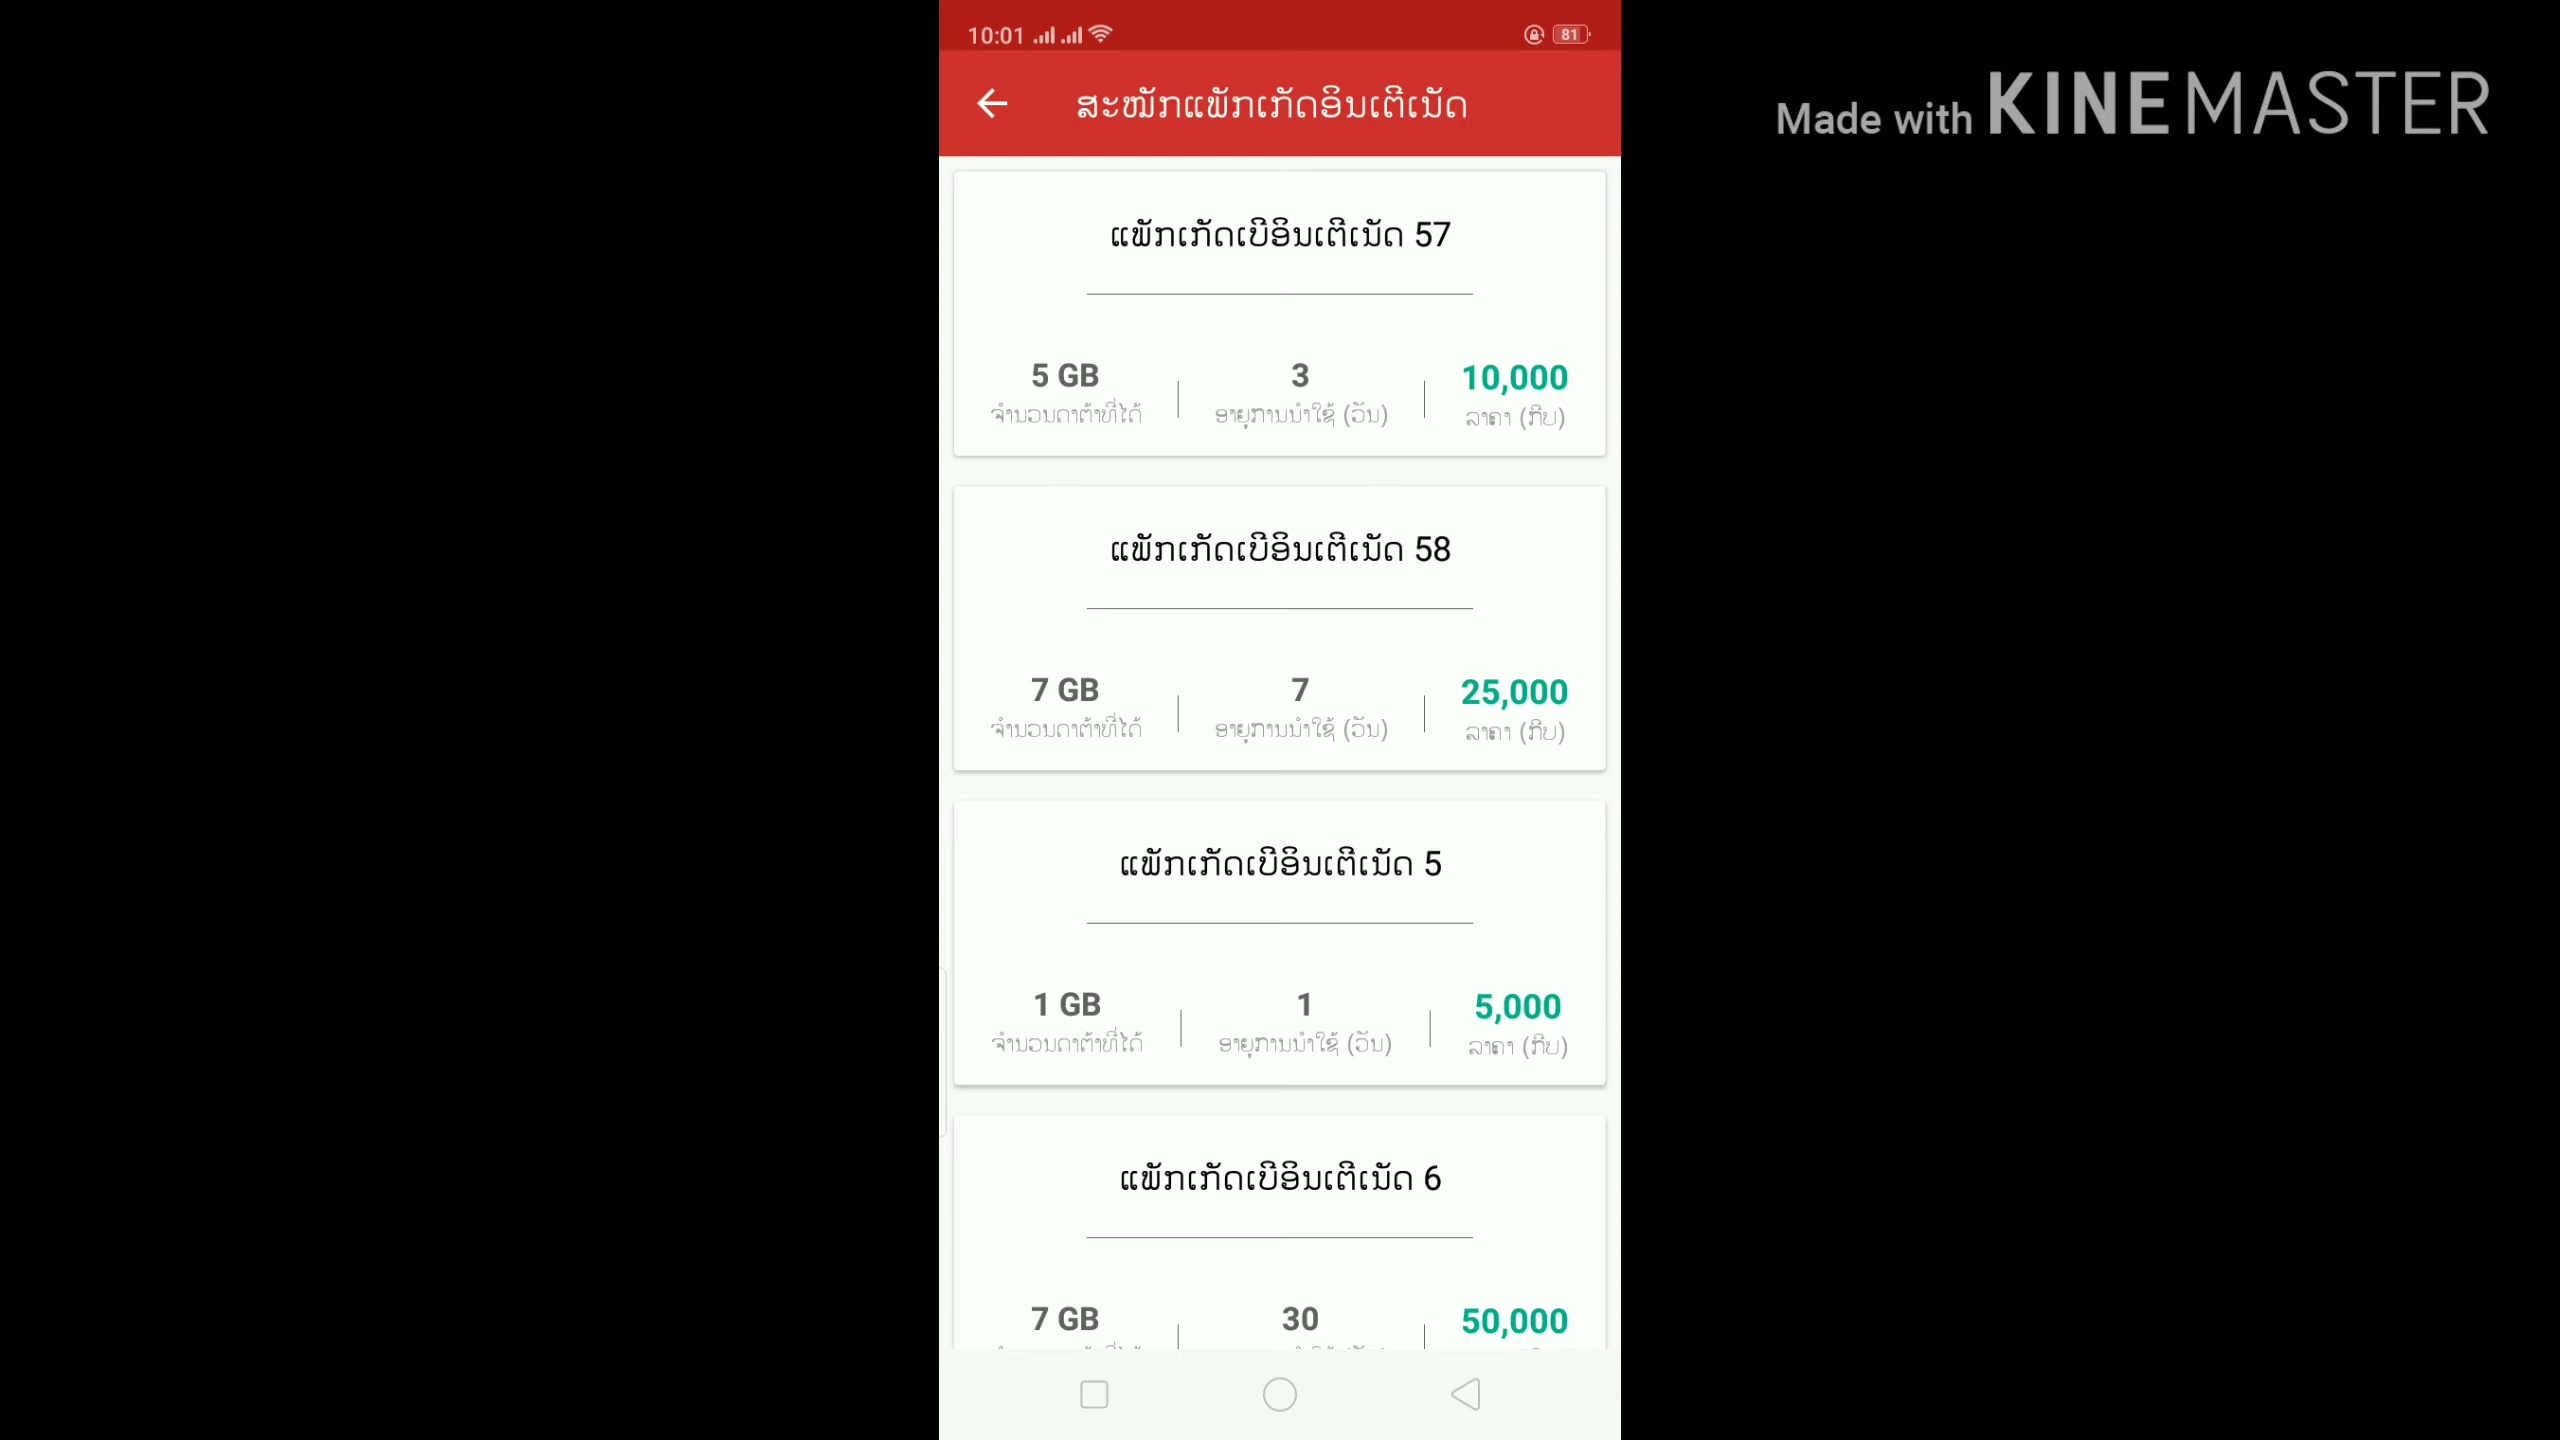 10:01
81
Made with KINEMASTER
ສະໝັກແພັກເກັດອິນເຕີເນັດ
ແພັກເກັດເບີອິນເຕີເນັດ 57
5 GB 3 10,000
ຈຳນວນດາຕ້າທີ່ໄດ້ ອາຍຸການນຳໃຊ້ (ວັນ) ລາຄາ (ກີບ)
ແພັກເກັດເບີອິນເຕີເນັດ 58
7 GB 7 25,000
ຈຳນວນດາຕ້າທີ່ໄດ້ ອາຍຸການນຳໃຊ້ (ວັນ) ລາຄາ (ກີບ)
ແພັກເກັດເບີອິນເຕີເນັດ 5
1 GB 1 5,000
ຈຳນວນດາຕ້າທີ່ໄດ້ ອາຍຸການນຳໃຊ້ (ວັນ) ລາຄາ (ກີບ)
ແພັກເກັດເບີອິນເຕີເນັດ 6
7 GB 30 50,000